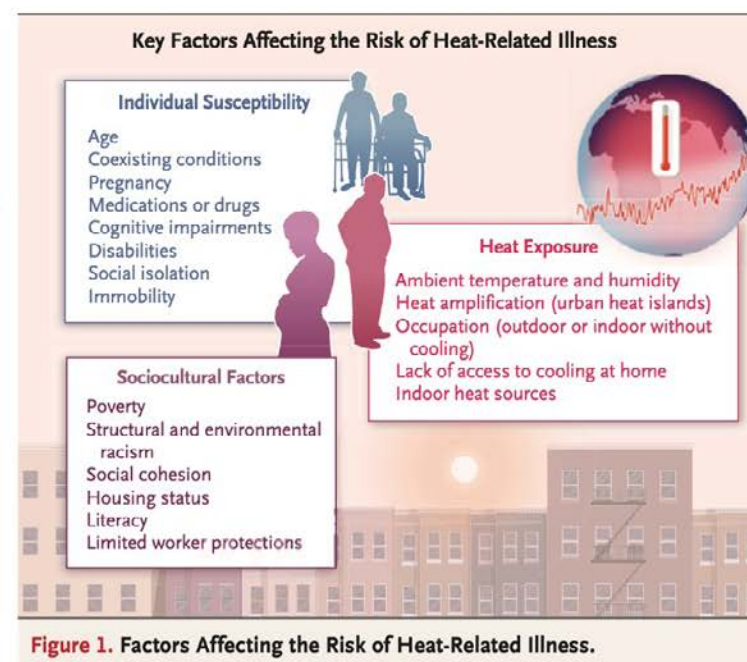 Key Factors Affecting the Risk of Heat-Related Illness
Individual Susceptibility
Age
Coexisting conditions
Pregnancy
Medications or drugs
Cognitive impairments
Disabilities
Social isolation
Immobility
Heat Exposure
Ambient temperature and humidity
Heat amplification (urban heat islands)
Occupation (outdoor or indoor without
cooling)
Lack of access to cooling at home
Indoor heat sources
Sociocultural Factors
Poverty
Structural and environmental
racism
Social cohesion
Housing status
Literacy
Limited worker protections
Figure 1. Factors Affecting the Risk of Heat-Related Illness.